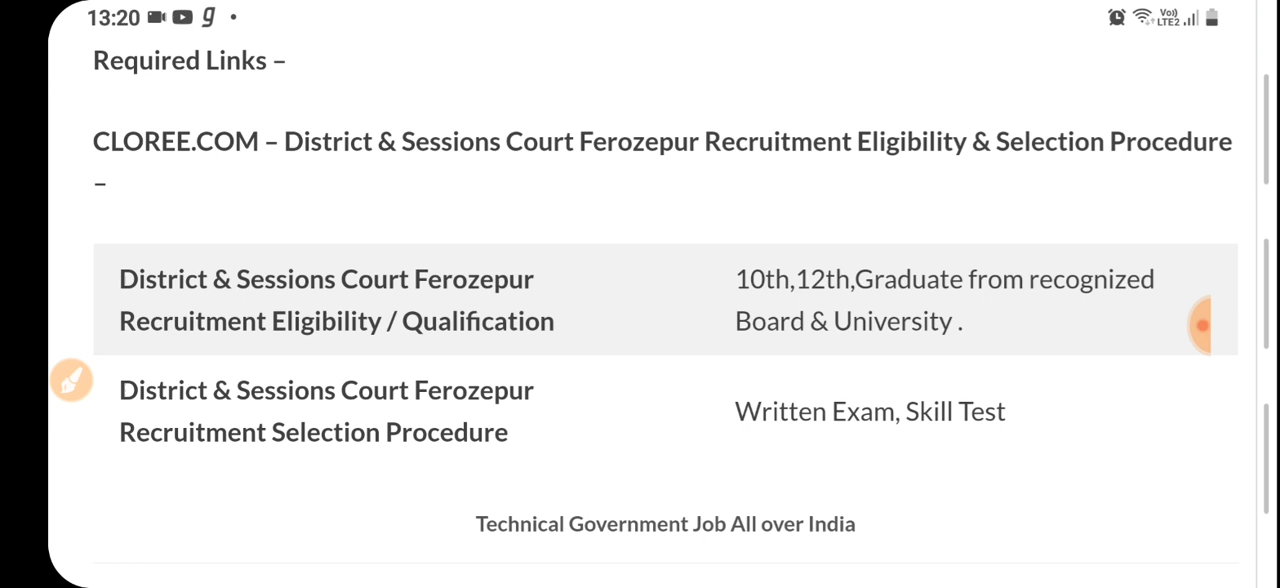 13:20 g
Vo))
LTE2
Required Links –
CLOREE.COM – District & Sessions Court Ferozepur Recruitment Eligibility & Selection Procedure
–
District & Sessions Court Ferozepur
Recruitment Eligibility / Qualification
10th,12th,Graduate from recognized
Board & University .
District & Sessions Court Ferozepur
Recruitment Selection Procedure
Written Exam, Skill Test
Technical Government Job All over India